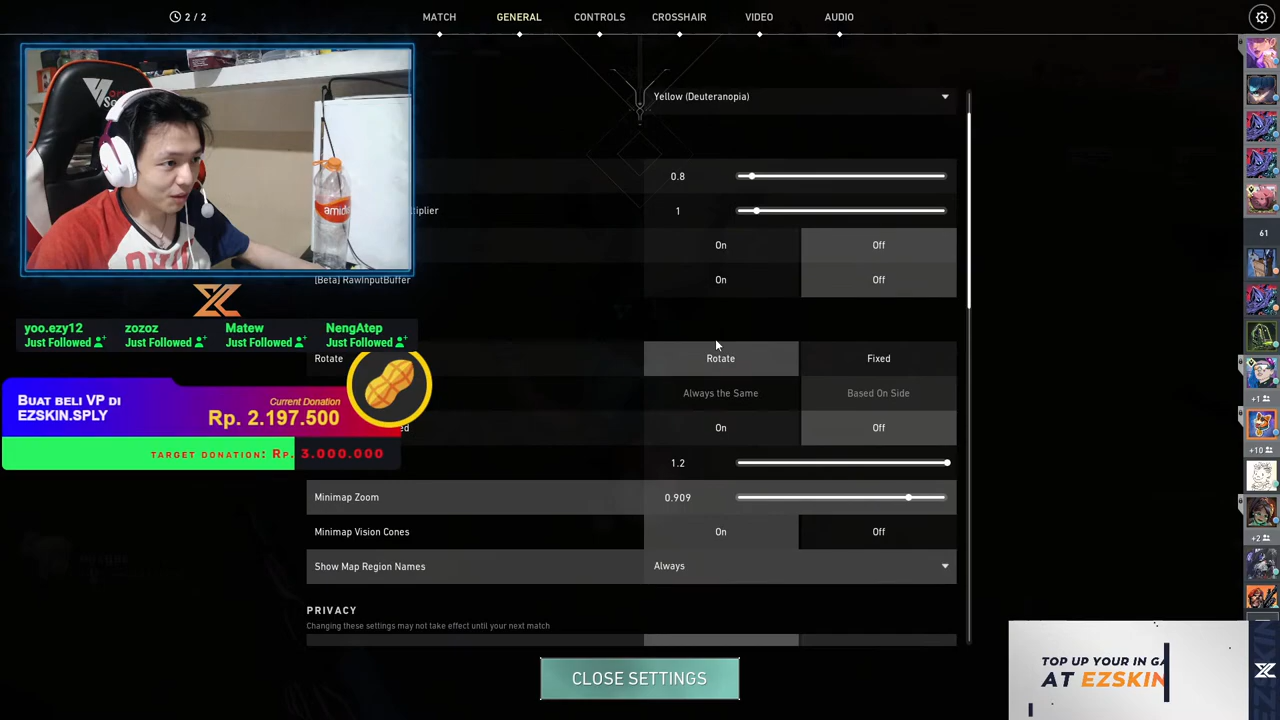 2 / 2
MATCH
GENERAL
CONTROLS
CROSSHAIR
VIDEO
AUDIO
Yellow (Deuteranopia)
0.8
tiplier
1
On
Off
[Beta] RawInputBuffer
On
Off
yoo.ezy12
Just Followed
zozoz
Just Followed
Matew
Just Followed
NengAtep
Just Followed
Rotate
Rotate
Fixed
Always the Same
Based On Side
BUAT BELI VP DI
EZSKIN.SPLY
Current Donation
Rp. 2.197.500
ed
On
Off
TARGET DONATION: RP. 3.000.000
1.2
Minimap Zoom
0.909
Minimap Vision Cones
On
Off
Show Map Region Names
Always
PRIVACY
Changing these settings may not take effect until your next match
CLOSE SETTINGS
61
+1
+10
+2
TOP UP YOUR IN GA
AT EZSKIN
amidis